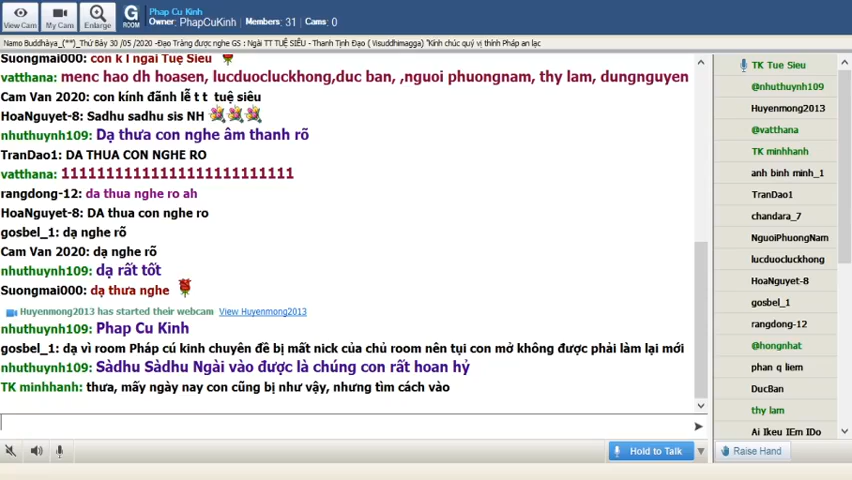 Phap Cu Kinh
Owner: PhapCuKinh Members: 31 Cams: 0
View Cam
My Cam
Enlarge
G ROOM
Namo Buddhàya_(**)_Thứ Bảy 30 /05 /2020 -Đạo Tràng được nghe GS : Ngài TT TUỆ SIÊU - Thanh Tịnh Đạo ( Visuddhimagga) "Kính chúc quý vị thính Pháp an lạc
Suongmai000: con k l ngai Tuệ Sieu
vatthana: menc hao dh hoasen, lucduocluckhong,duc ban, ,nguoi phuongnam, thy lam, dungnguyen
Cam Van 2020: con kính đãnh lễ t t tuệ siêu
HoaNguyet-8: Sadhu sadhu sis NH
nhuthuynh109: Dạ thưa con nghe âm thanh rõ
TranDao1: DA THUA CON NGHE RO
vatthana: 11111111111111111111111111
rangdong-12: da thua nghe ro ah
HoaNguyet-8: DA thua con nghe ro
gosbel_1: dạ nghe rõ
Cam Van 2020: dạ nghe rõ
nhuthuynh109: dạ rất tốt
Suongmai000: dạ thưa nghe
Huyenmong2013 has started their webcam View Huyenmong2013
nhuthuynh109: Phap Cu Kinh
gosbel_1: dạ vì room Pháp cú kinh chuyên đề bị mất nick của chủ room nên tụi con mở không được phải làm lại mới
nhuthuynh109: Sàdhu Sàdhu Ngài vào được là chúng con rất hoan hỷ
TK minhhanh: thưa, mấy ngày nay con cũng bị như vậy, nhưng tìm cách vào
Hold to Talk
TK Tue Sieu
@nhuthuynh109
Huyenmong2013
@vatthana
TK minhhanh
anh binh minh_1
TranDao1
chandara_7
NguoiPhuongNam
lucduocluckhong
HoaNguyet-8
gosbel_1
rangdong-12
@hongnhat
phan q liem
DucBan
thy lam
Ai Ikeu IEm IDo
Raise Hand